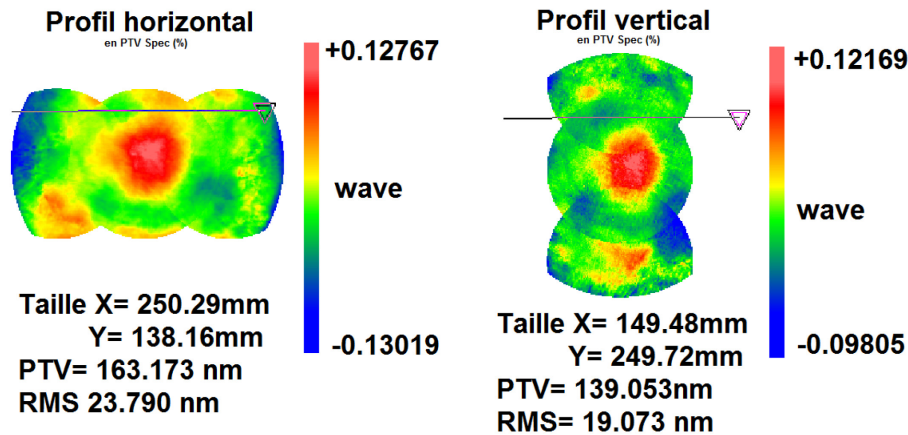 Profil horizontal
en PTV Spec (%)
+0.12767
wave
-0.13019
Taille X= 250.29mm
Y= 138.16mm
PTV= 163.173 nm
RMS 23.790 nm
Profil vertical
en PTV Spec (%)
+0.12169
wave
-0.09805
Taille X= 149.48mm
Y= 249.72mm
PTV= 139.053nm
RMS= 19.073 nm